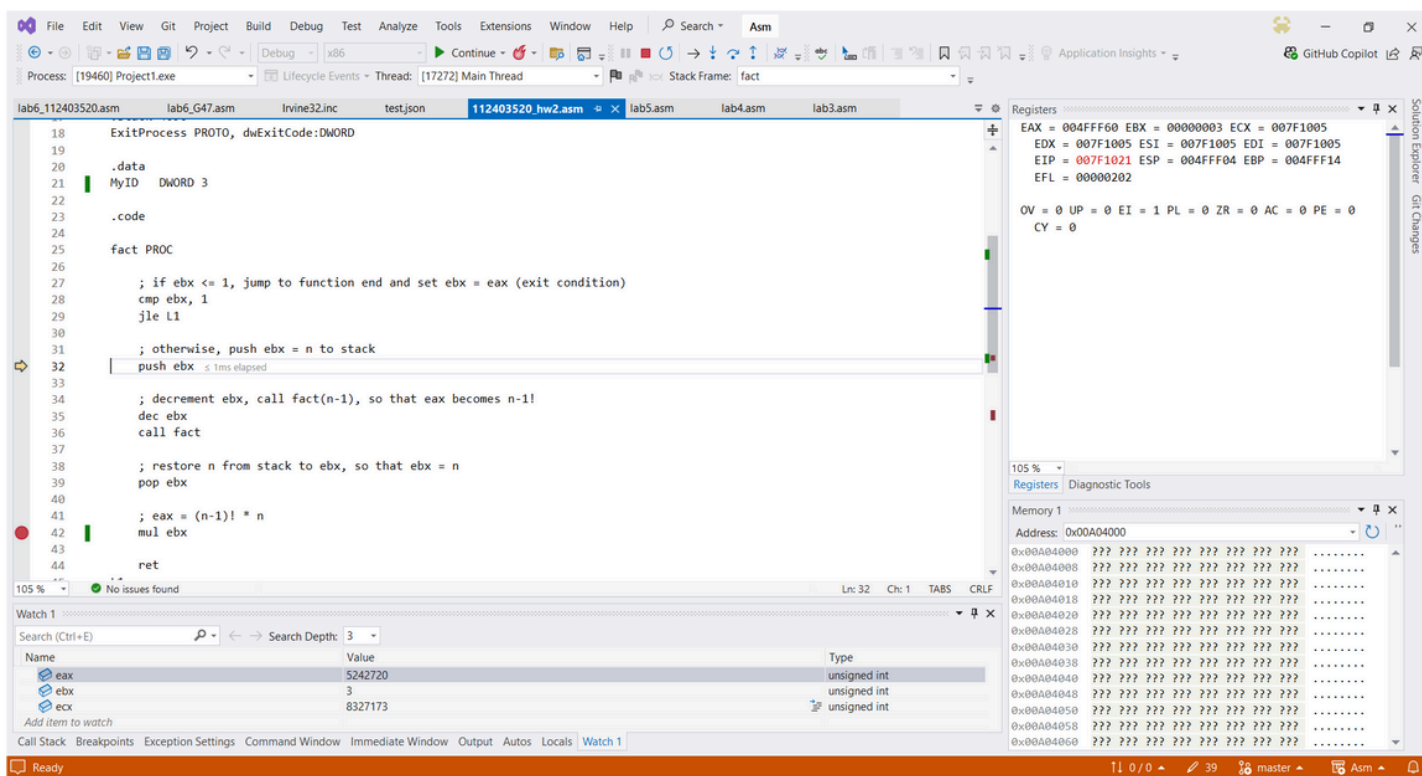 File Edit View Git Project Build Debug Test Analyze Tools Extensions Window Help Search Asm
Debug x86 Continue Application Insights GitHub Copilot
Process: [19460] Project1.exe Lifecycle Events Thread: [17272] Main Thread Stack Frame: fact
lab6_112403520.asm lab6_G47.asm Irvine32.inc test.json 112403520_hw2.asm lab5.asm lab4.asm lab3.asm
18 ExitProcess PROTO, dwExitCode:DWORD
19
20 .data
21 MyID DWORD 3
22
23 .code
24
25 fact PROC
26
27 ; if ebx <= 1, jump to function end and set ebx = eax (exit condition)
28 cmp ebx, 1
29 jle L1
30
31 ; otherwise, push ebx = n to stack
32 push ebx ≤ 1ms elapsed
33
34 ; decrement ebx, call fact(n-1), so that eax becomes n-1!
35 dec ebx
36 call fact
37
38 ; restore n from stack to ebx, so that ebx = n
39 pop ebx
40
41 ; eax = (n-1)! * n
42 mul ebx
43
44 ret
105 % No issues found Ln: 32 Ch: 1 TABS CRLF
Watch 1
Search (Ctrl+E) Search Depth: 3
Name Value Type
eax 5242720 unsigned int
ebx 3 unsigned int
ecx 8327173 unsigned int
Add item to watch
Call Stack Breakpoints Exception Settings Command Window Immediate Window Output Autos Locals Watch 1
Registers
EAX = 004FFF60 EBX = 00000003 ECX = 007F1005
EDX = 007F1005 ESI = 007F1005 EDI = 007F1005
EIP = 007F1021 ESP = 004FFF04 EBP = 004FFF14
EFL = 00000202
OV = 0 UP = 0 EI = 1 PL = 0 ZR = 0 AC = 0 PE = 0
CY = 0
105 %
Registers Diagnostic Tools
Memory 1
Address: 0x00A04000
0x00A04000 ??? ??? ??? ??? ??? ??? ??? ??? ........
0x00A04008 ??? ??? ??? ??? ??? ??? ??? ??? ........
0x00A04010 ??? ??? ??? ??? ??? ??? ??? ??? ........
0x00A04018 ??? ??? ??? ??? ??? ??? ??? ??? ........
0x00A04020 ??? ??? ??? ??? ??? ??? ??? ??? ........
0x00A04028 ??? ??? ??? ??? ??? ??? ??? ??? ........
0x00A04030 ??? ??? ??? ??? ??? ??? ??? ??? ........
0x00A04038 ??? ??? ??? ??? ??? ??? ??? ??? ........
0x00A04040 ??? ??? ??? ??? ??? ??? ??? ??? ........
0x00A04048 ??? ??? ??? ??? ??? ??? ??? ??? ........
0x00A04050 ??? ??? ??? ??? ??? ??? ??? ??? ........
0x00A04058 ??? ??? ??? ??? ??? ??? ??? ??? ........
0x00A04060 ??? ??? ??? ??? ??? ??? ??? ??? ........
Solution Explorer Git Changes
Ready 0 / 0 39 master Asm